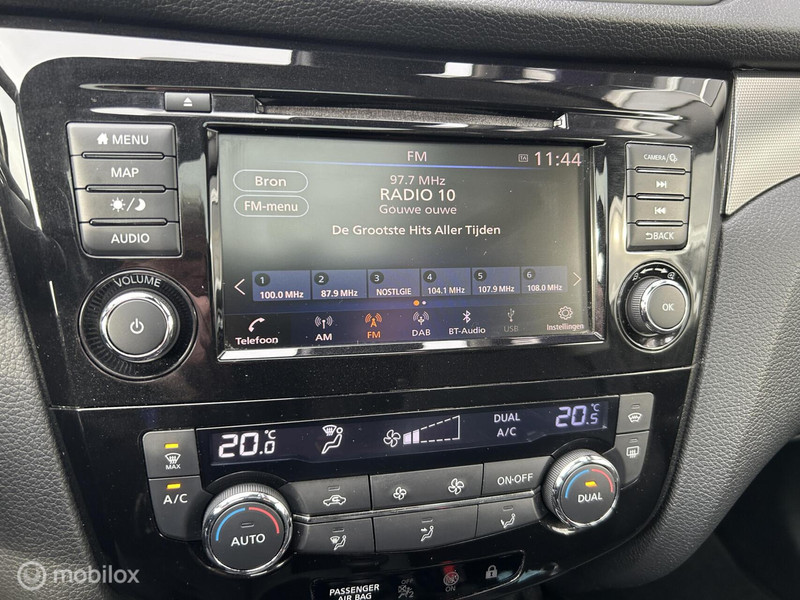 MENU
MAP
AUDIO
VOLUME
FM
TA 11:44
Bron
FM-menu
97.7 MHz
RADIO 10
Gouwe ouwe
De Grootste Hits Aller Tijden
1 2 3 4 5 6
100.0 MHz 87.9 MHz NOSTLGIE 104.1 MHz 107.9 MHz 108.0 MHz
Telefoon AM FM DAB BT-Audio USB Instellingen
CAMERA/
BACK
OK
20.0 °C
DUAL
A/C
20.5 °C
MAX
A/C
ON-OFF
AUTO
DUAL
PASSENGER
AIR BAG
OFF
ON
mobilox